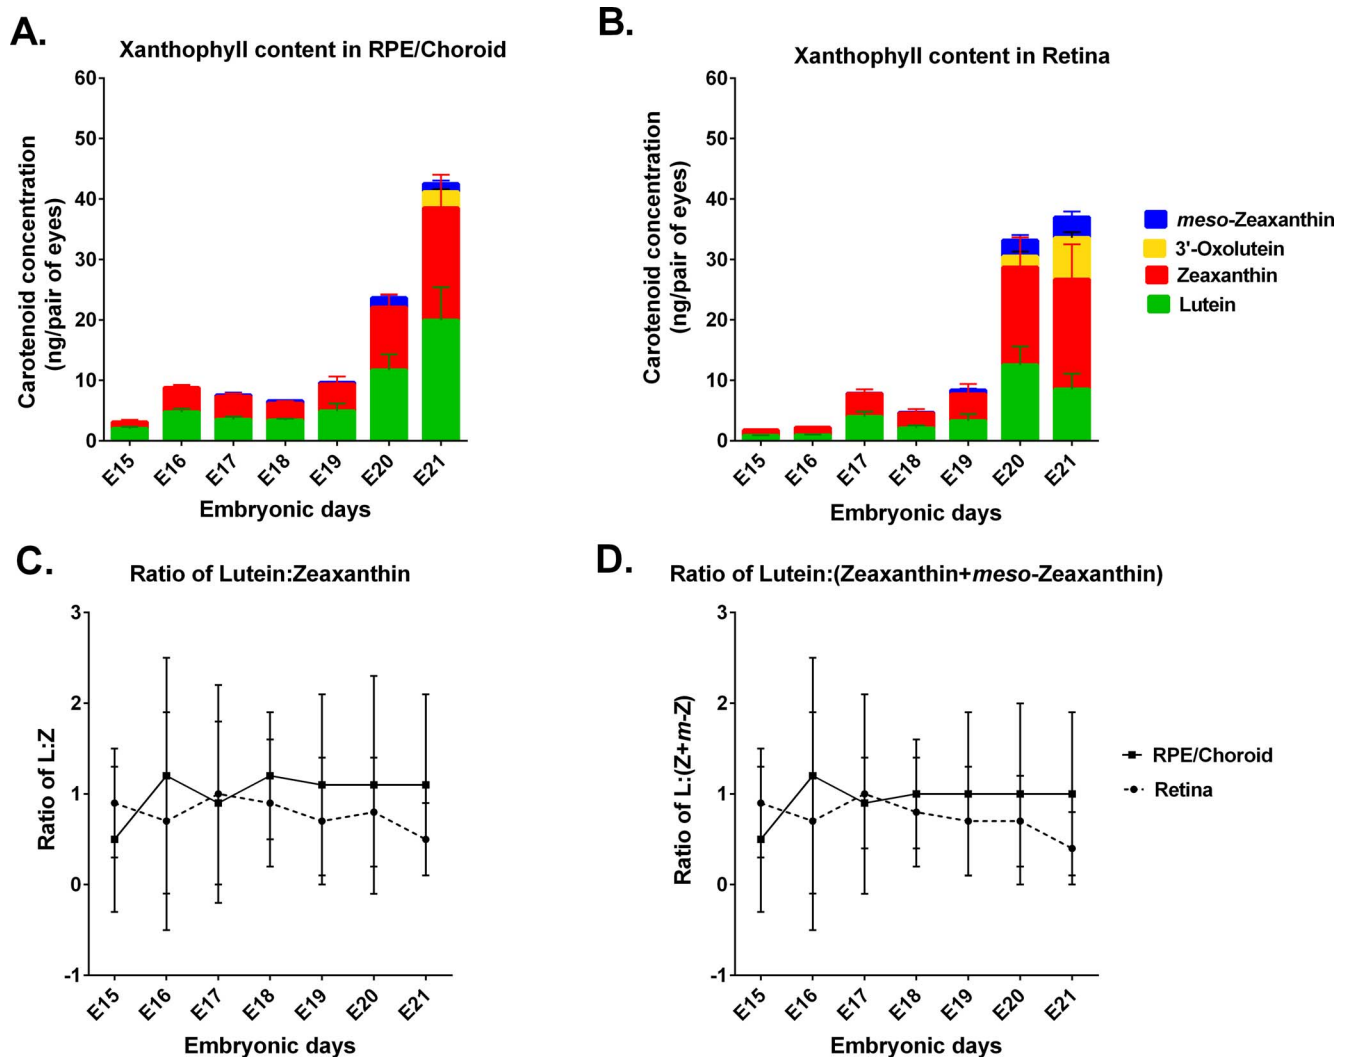 A.
Xanthophyll content in RPE/Choroid
Carotenoid concentration
(ng/pair of eyes)
60
50
40
30
20
10
0
E15
E16
E17
E18
E19
E20
E21
Embryonic days
B.
Xanthophyll content in Retina
Carotenoid concentration
(ng/pair of eyes)
60
50
40
30
20
10
0
E15
E16
E17
E18
E19
E20
E21
Embryonic days
meso-Zeaxanthin
3'-Oxolutein
Zeaxanthin
Lutein
C.
Ratio of Lutein:Zeaxanthin
Ratio of L:Z
3
2
1
0
-1
E15
E16
E17
E18
E19
E20
E21
Embryonic days
D.
Ratio of Lutein:(Zeaxanthin+meso-Zeaxanthin)
Ratio of L:(Z+m-Z)
3
2
1
0
-1
E15
E16
E17
E18
E19
E20
E21
Embryonic days
RPE/Choroid
Retina